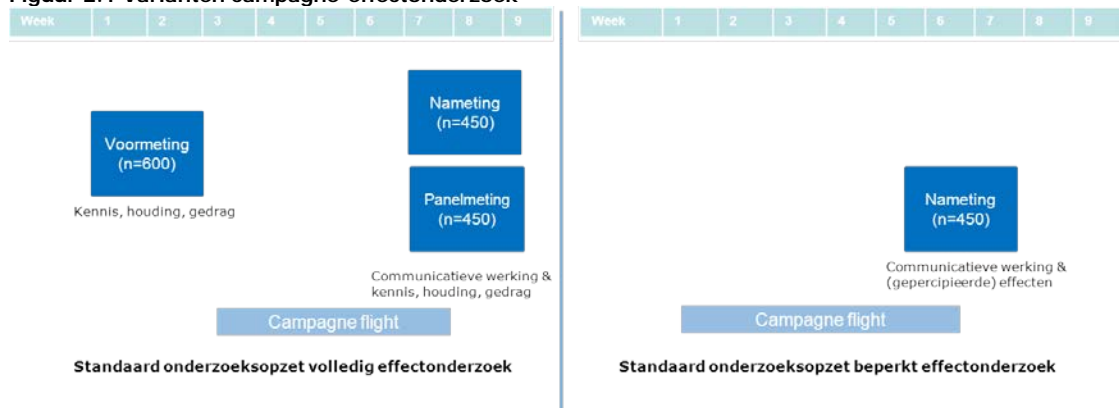 Figuur 2.1 Varianten campagne-effectonderzoek
Week 1 2 3 4 5 6 7 8 9
Voormeting
(n=600)
Kennis, houding, gedrag
Nameting
(n=450)
Panelmeting
(n=450)
Communicatieve werking &
kennis, houding, gedrag
Campagne flight
Standaard onderzoeksopzet volledig effectonderzoek
Week 1 2 3 4 5 6 7 8 9
Nameting
(n=450)
Communicatieve werking &
(gepercipieerde) effecten
Campagne flight
Standaard onderzoeksopzet beperkt effectonderzoek